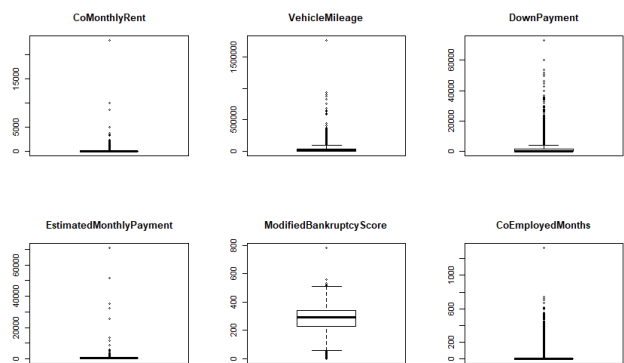 CoMonthlyRent
VehicleMileage
DownPayment
0 5000 15000
0 500000 1500000
0 20000 40000 60000
EstimatedMonthlyPayment
ModifiedBankruptcyScore
CoEmployedMonths
0 20000 40000 60000
0 200 400 600 800
0 200 600 1000